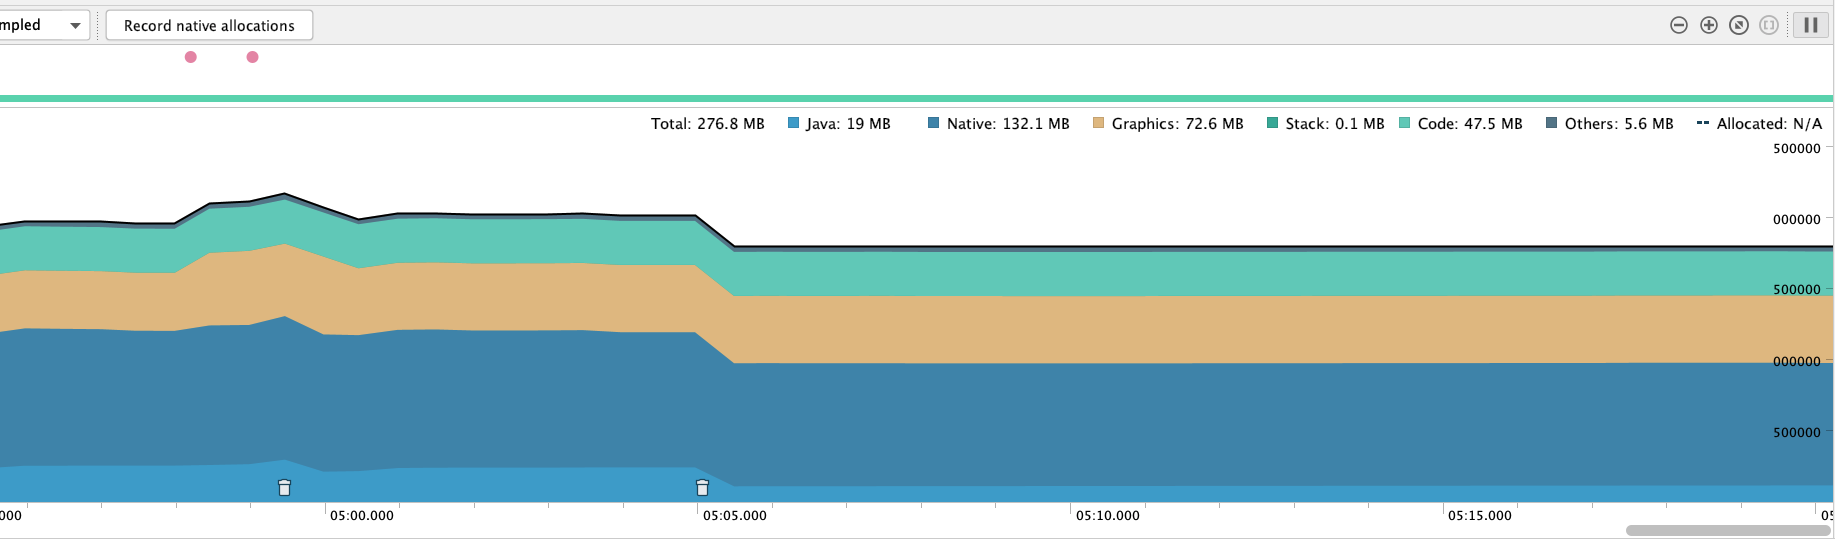 mpled Record native allocations
Total: 276.8 MB Java: 19 MB Native: 132.1 MB Graphics: 72.6 MB Stack: 0.1 MB Code: 47.5 MB Others: 5.6 MB Allocated: N/A
500000
000000
500000
000000
500000
000 05:00.000 05:05.000 05:10.000 05:15.000 05